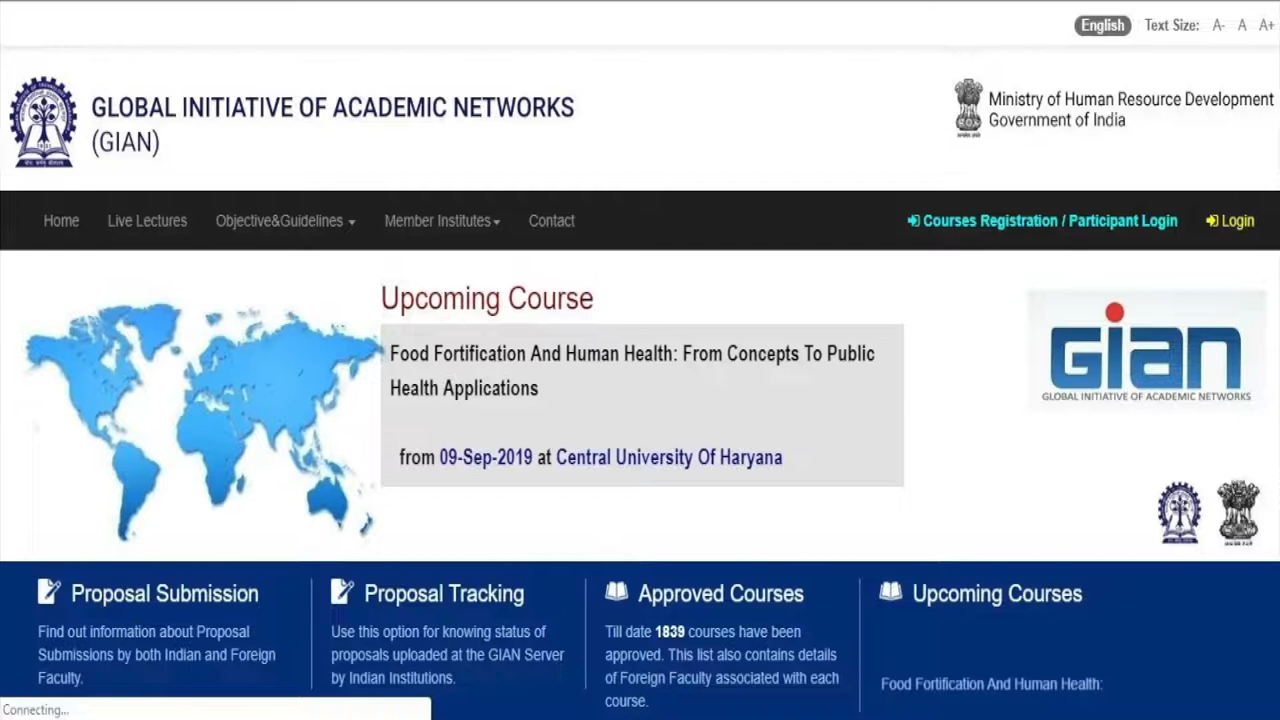 English Text Size: A- A A+
GLOBAL INITIATIVE OF ACADEMIC NETWORKS
(GIAN)
Ministry of Human Resource Development
Government of India
Home Live Lectures Objective&Guidelines Member Institutes Contact Courses Registration / Participant Login Login
Upcoming Course
Food Fortification And Human Health: From Concepts To Public
Health Applications
from 09-Sep-2019 at Central University Of Haryana
gian
GLOBAL INITIATIVE OF ACADEMIC NETWORKS
Proposal Submission
Find out information about Proposal
Submissions by both Indian and Foreign
Faculty.
Proposal Tracking
Use this option for knowing status of
proposals uploaded at the GIAN Server
by Indian Institutions.
Approved Courses
Till date 1839 courses have been
approved. This list also contains details
of Foreign Faculty associated with each
course.
Upcoming Courses
Food Fortification And Human Health:
Connecting...